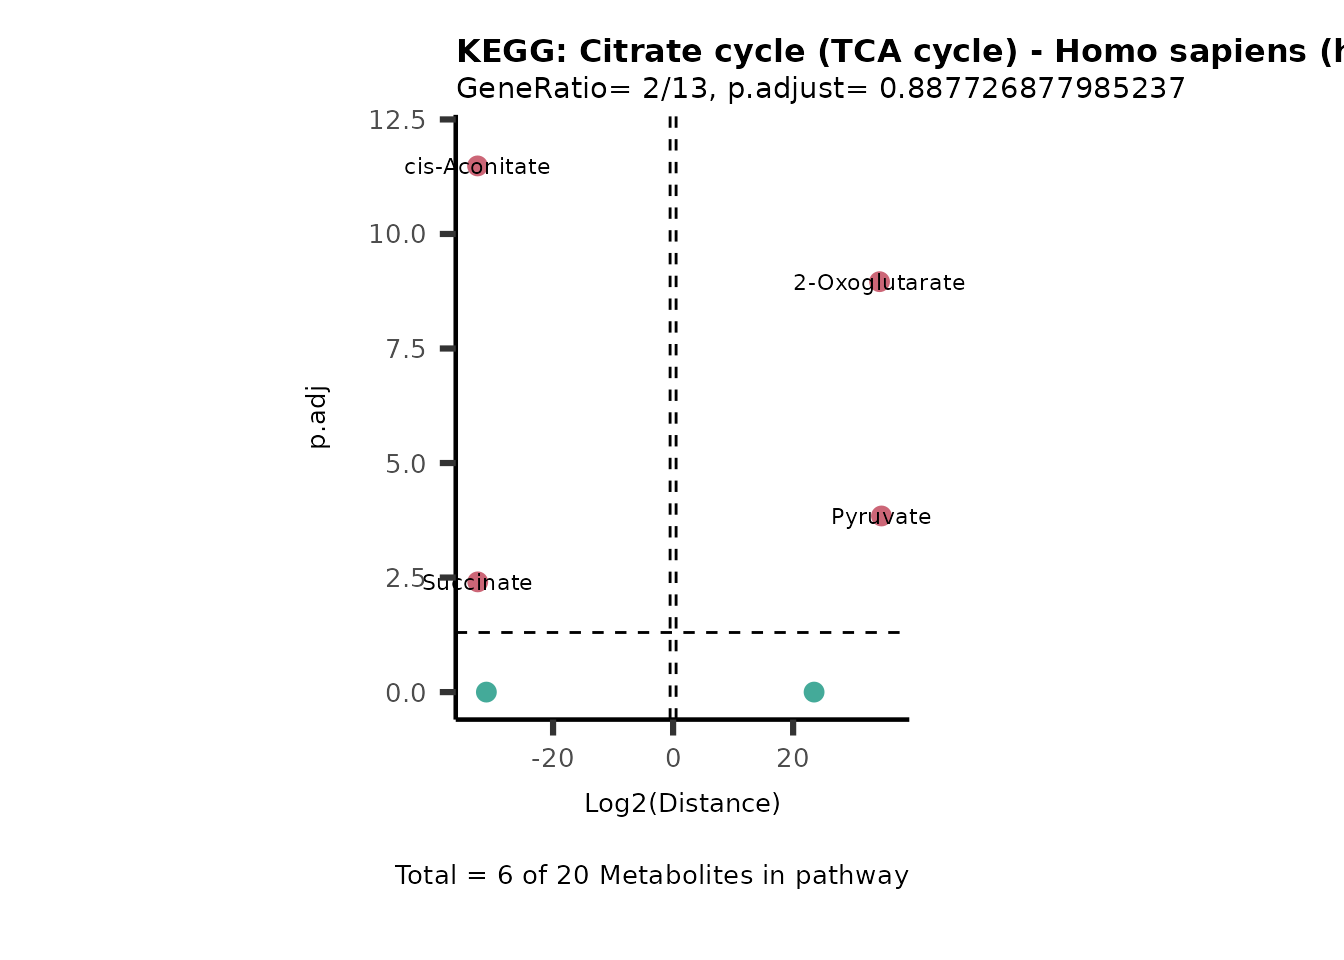 KEGG: Citrate cycle (TCA cycle) - Homo sapiens (h
GeneRatio= 2/13, p.adjust= 0.887726877985237
12.5
cis-Aconitate
10.0
2-Oxoglutarate
7.5
p.adj
5.0
Pyruvate
2.5
Succinate
0.0
-20 0 20
Log2(Distance)
Total = 6 of 20 Metabolites in pathway